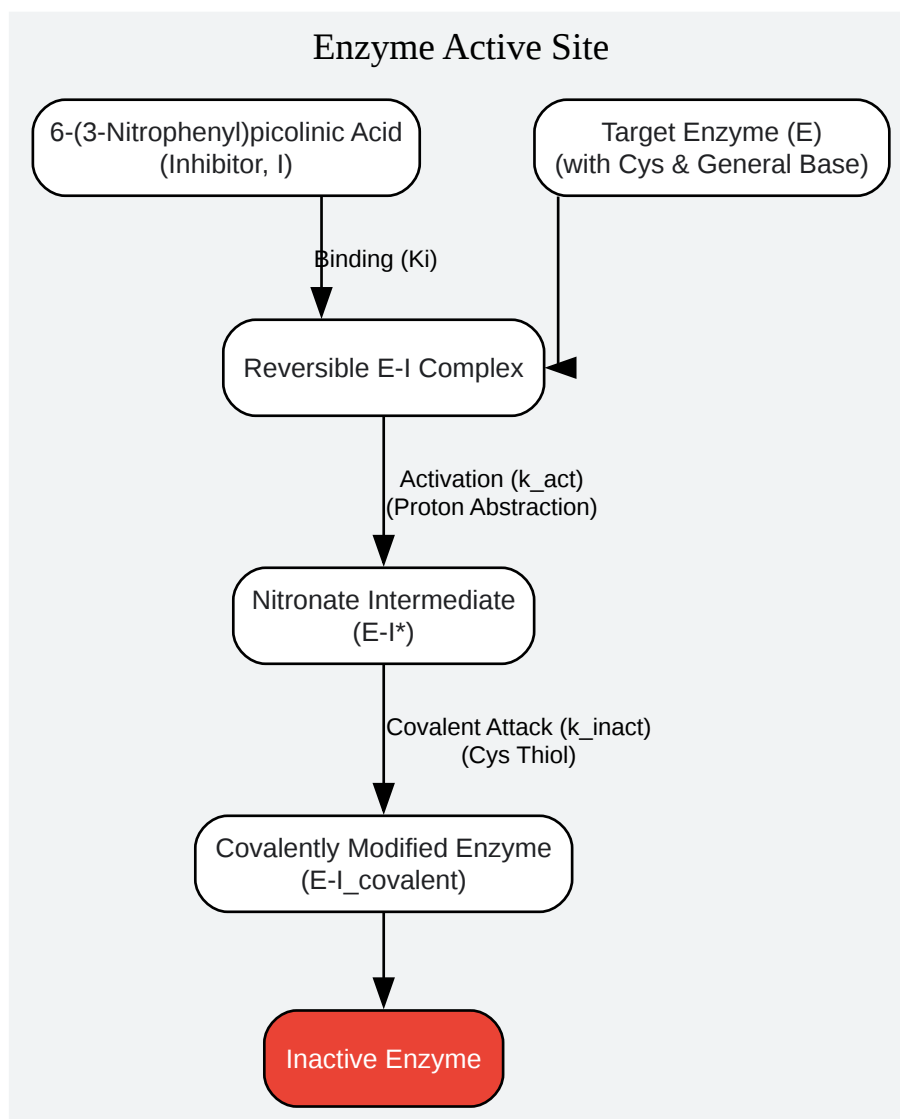 Enzyme Active Site
6-(3-Nitrophenyl)picolinic Acid
(Inhibitor, I)
Target Enzyme (E)
(with Cys & General Base)
Binding (Ki)
Reversible E-I Complex
Activation (k_act)
(Proton Abstraction)
Nitronate Intermediate
(E-I*)
Covalent Attack (k_inact)
(Cys Thiol)
Covalently Modified Enzyme
(E-I_covalent)
Inactive Enzyme